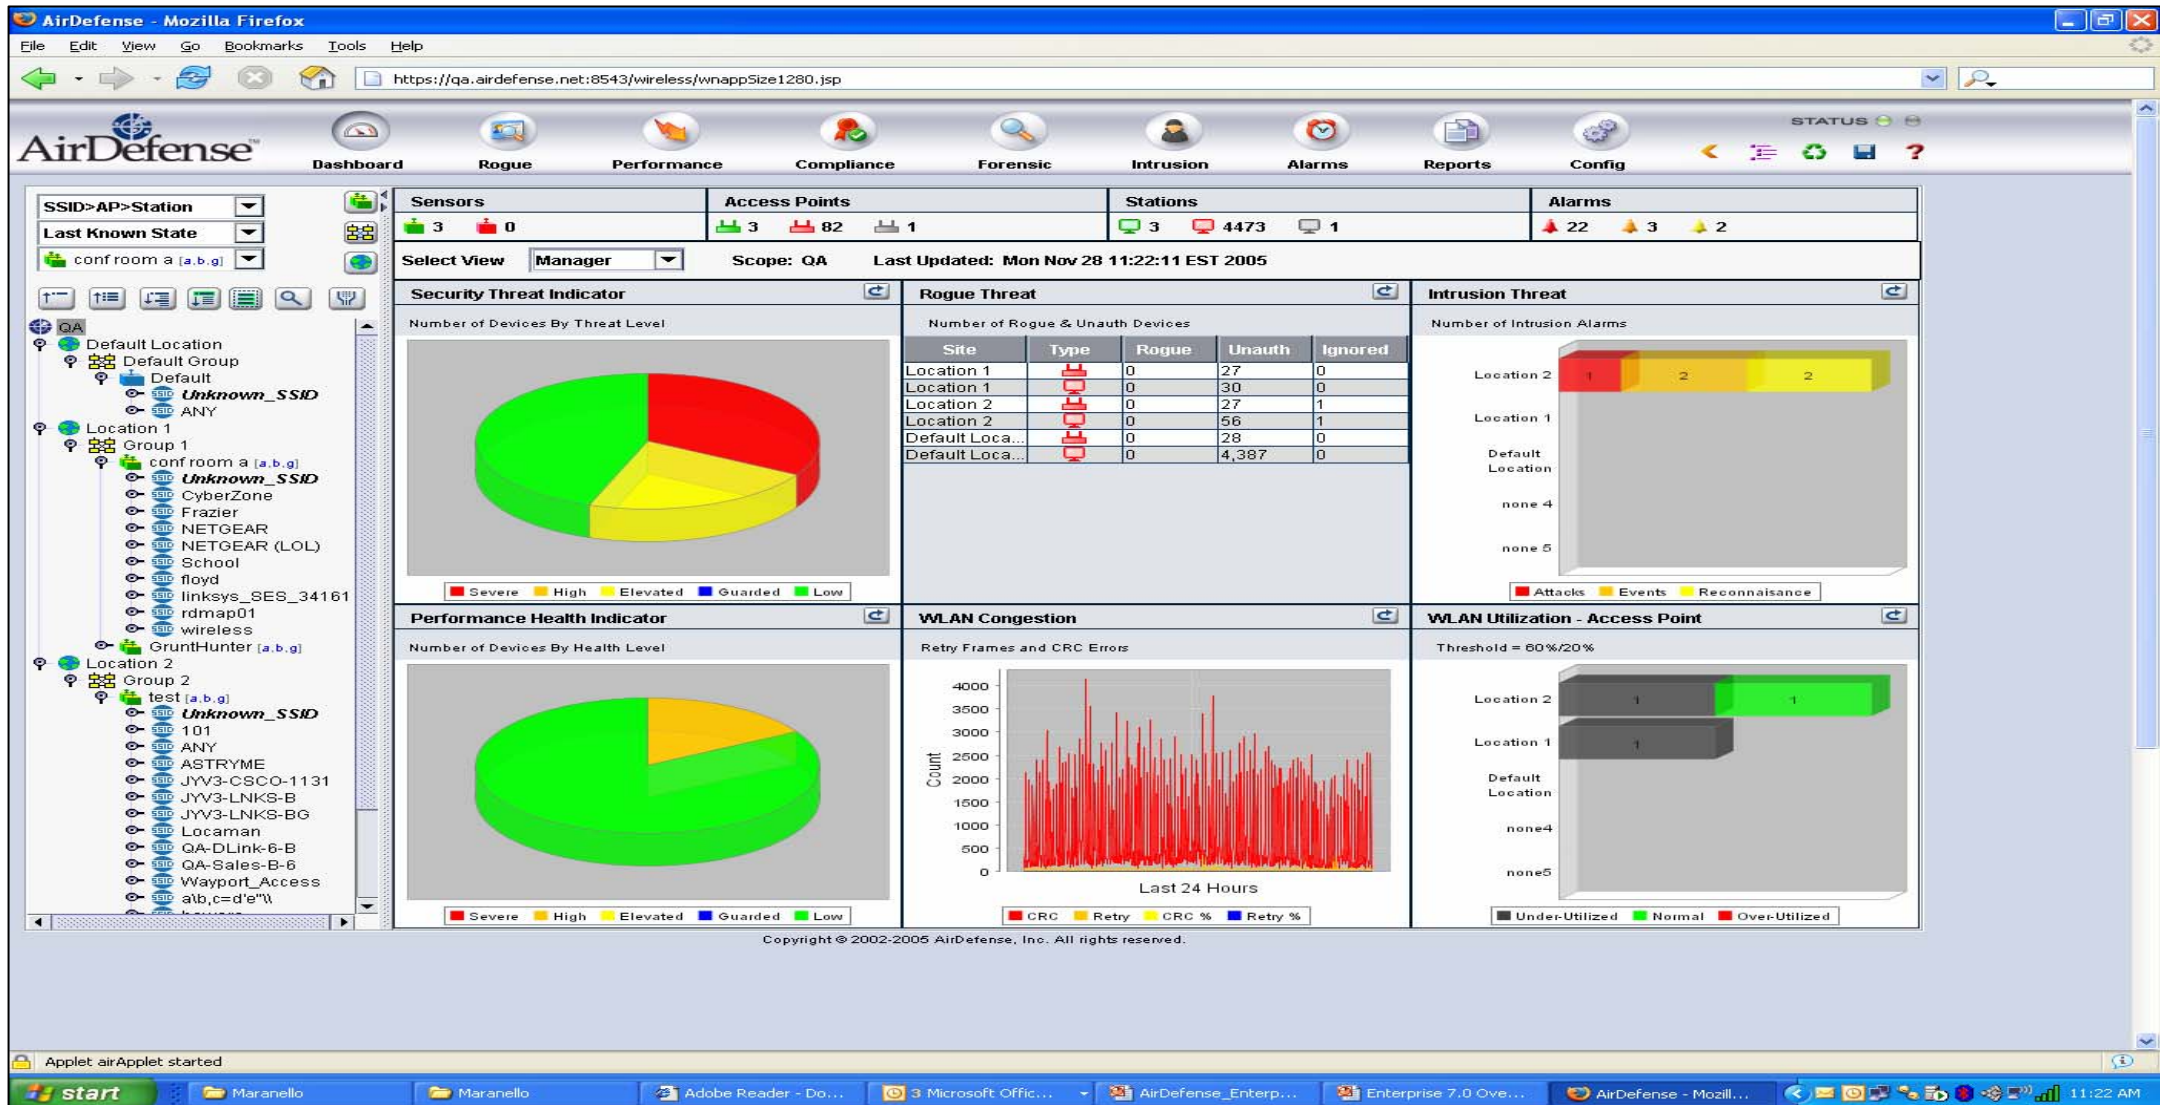 AirDefense - Mozilla Firefox
File Edit View Go Bookmarks Tools Help
https://qa.airdefense.net:8543/wireless/wnappSize1280.jsp
AirDefense™
Dashboard Rogue Performance Compliance Forensic Intrusion Alarms Reports Config
STATUS
SSID>AP>Station
Last Known State
conf room a [a,b,g]
QA
Default Location
Default Group
Default
Unknown_SSID
ANY
Location 1
Group 1
conf room a [a,b,g]
Unknown_SSID
CyberZone
Frazier
NETGEAR
NETGEAR (LOL)
School
floyd
linksys_SES_34161
rdmap01
wireless
GruntHunter [a,b,g]
Location 2
Group 2
test [a,b,g]
Unknown_SSID
101
ANY
ASTRYME
JYV3-CSCO-1131
JYV3-LNKS-B
JYV3-LNKS-BG
Locaman
QA-DLink-6-B
QA-Sales-B-6
Wayport_Access
a\b,c=d'e"\\
Sensors Access Points Stations Alarms
3 0 3 82 1 3 4473 1 22 3 2
Select View Manager Scope: QA Last Updated: Mon Nov 28 11:22:11 EST 2005
Security Threat Indicator
Number of Devices By Threat Level
Severe High Elevated Guarded Low
Rogue Threat
Number of Rogue & Unauth Devices
Site Type Rogue Unauth Ignored
Location 1 0 27 0
Location 1 0 30 0
Location 2 0 27 1
Location 2 0 56 1
Default Loca... 0 28 0
Default Loca... 0 4,387 0
Intrusion Threat
Number of Intrusion Alarms
Location 2 1 2 2
Location 1
Default
Location
none 4
none 5
Attacks Events Reconnaisance
Performance Health Indicator
Number of Devices By Health Level
Severe High Elevated Guarded Low
WLAN Congestion
Retry Frames and CRC Errors
Count
4000
3500
3000
2500
2000
1500
1000
500
0
Last 24 Hours
CRC Retry CRC % Retry %
WLAN Utilization - Access Point
Threshold = 60%/20%
Location 2 1 1
Location 1 1
Default
Location
none4
none5
Under-Utilized Normal Over-Utilized
Copyright © 2002-2005 AirDefense, Inc. All rights reserved.
Applet airApplet started
start Maranello Maranello Adobe Reader - Do... 3 Microsoft Offic... AirDefense_Enterp... Enterprise 7.0 Ove... AirDefense - Mozill... 11:22 AM